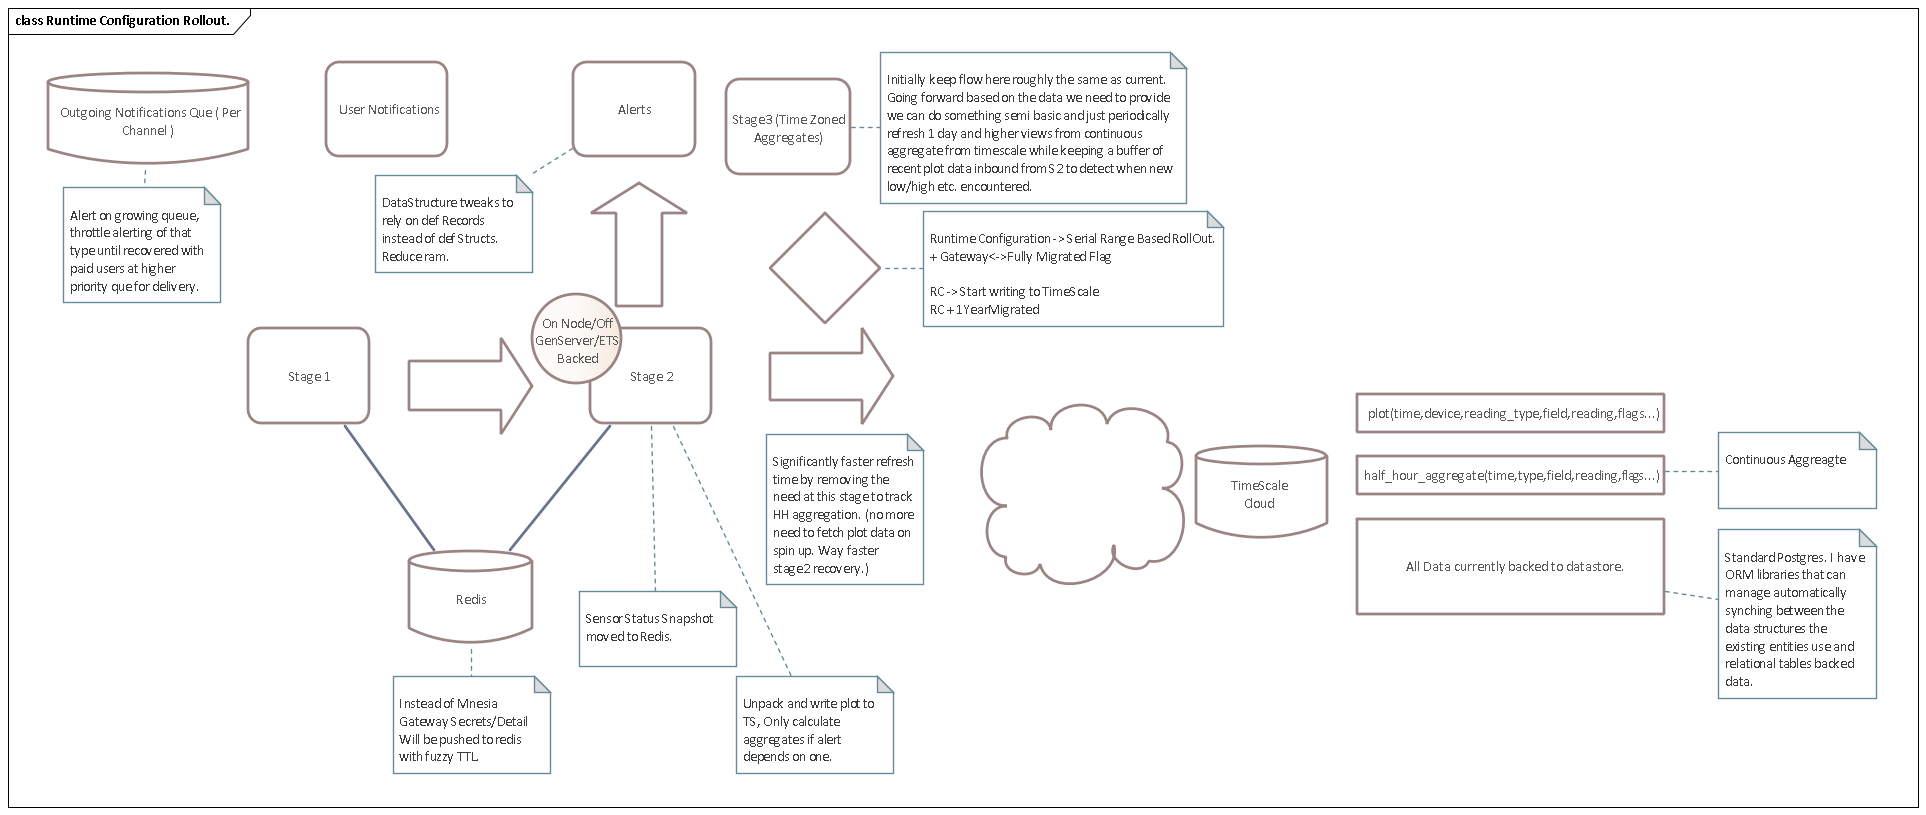 class Runtime Configuration Rollout.
Outgoing Notifications Que ( Per
Channel )
User Notifications
Alerts
Stage3 (Time Zoned
Aggregates)
Initially keep flow here roughly the same as current.
Going forward based on the data we need to provide
we can do something semi basic and just periodically
refresh 1 day and higher views from continuous
aggregate from timescale while keeping a buffer of
recent plot data inbound from S2 to detect when new
low/high etc. encountered.
Alert on growing queue,
throttle alerting of that
type until recovered with
paid users at higher
priority que for delivery.
DataStructure tweaks to
rely on def Records
instead of def Structs.
Reduce ram.
Runtime Configuration -> Serial Range Based RollOut.
+ Gateway<->Fully Migrated Flag
RC -> Start writing to TimeScale
RC + 1YearMigrated
On Node/Off
GenServer/ETS
Backed
Stage 1
Stage 2
Significantly faster refresh
time by removing the
need at this stage to track
HH aggregation. (no more
need to fetch plot data on
spin up. Way faster
stage2 recovery.)
TimeScale
Cloud
plot(time,device,reading_type,field,reading,flags...)
half_hour_aggregate(time,type,field,reading,flags...)
Continuous Aggreagte
All Data currently backed to datastore.
Standard Postgres. I have
ORM libraries that can
manage automatically
synching between the
data structures the
existing entities use and
relational tables backed
data.
Redis
Sensor Status Snapshot
moved to Redis.
Instead of Mnesia
Gateway Secrets/Detail
Will be pushed to redis
with fuzzy TTL.
Unpack and write plot to
TS, Only calculate
aggregates if alert
depends on one.